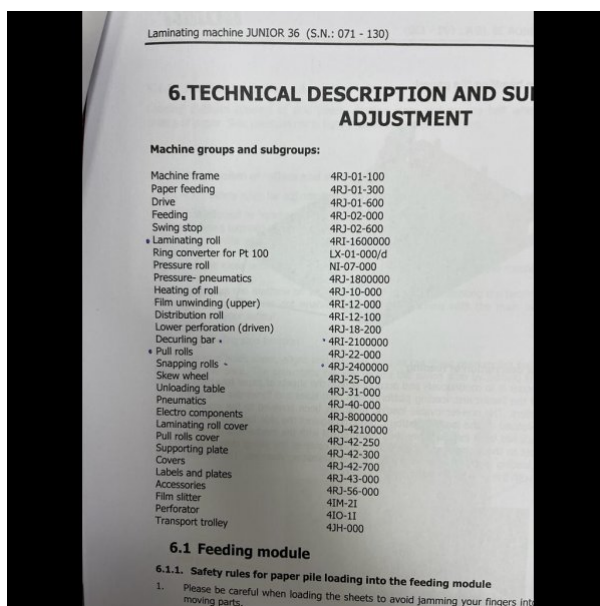 Laminating machine JUNIOR 36 (S.N.: 071 - 130)
6.TECHNICAL DESCRIPTION AND
ADJUSTMENT
Machine groups and subgroups:
Machine frame 4RJ-01-100
Paper feeding 4RJ-01-300
Drive 4RJ-01-600
Feeding 4RJ-02-000
Swing stop 4RJ-02-600
Laminating roll 4RI-1600000
Ring converter for Pt 100 LX-01-000/d
Pressure roll NI-07-000
Pressure- pneumatics 4RJ-1800000
Heating of roll 4RJ-10-000
Film unwinding (upper) 4RI-12-000
Distribution roll 4RI-12-100
Lower perforation (driven) 4RJ-18-200
Decurling bar 4RI-2100000
Pull rolls 4RJ-22-000
Snapping rolls 4RJ-2400000
Skew wheel 4RJ-25-000
Unloading table 4RJ-31-000
Pneumatics 4RJ-40-000
Electro components 4RJ-8000000
Laminating roll cover 4RJ-4210000
Pull rolls cover 4RJ-42-250
Supporting plate 4RJ-42-300
Covers 4RJ-42-700
Labels and plates 4RJ-43-000
Accessories 4RJ-56-000
Film slitter 4IM-2I
Perforator 4IO-1I
Transport trolley 4JH-000
6.1 Feeding module
6.1.1. Safety rules for paper pile loading into the feeding module
1. Please be careful when loading the sheets to avoid jamming your fingers
moving parts.